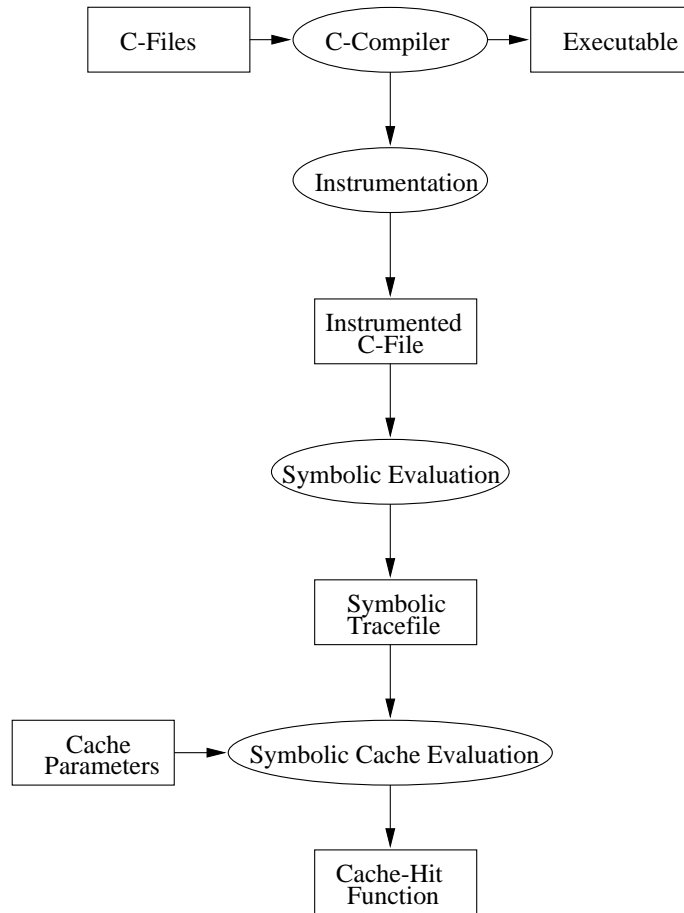 C-Files
C-Compiler
Executable
Instrumentation
Instrumented
C-File
Symbolic Evaluation
Symbolic
Tracefile
Cache
Parameters
Symbolic Cache Evaluation
Cache-Hit
Function